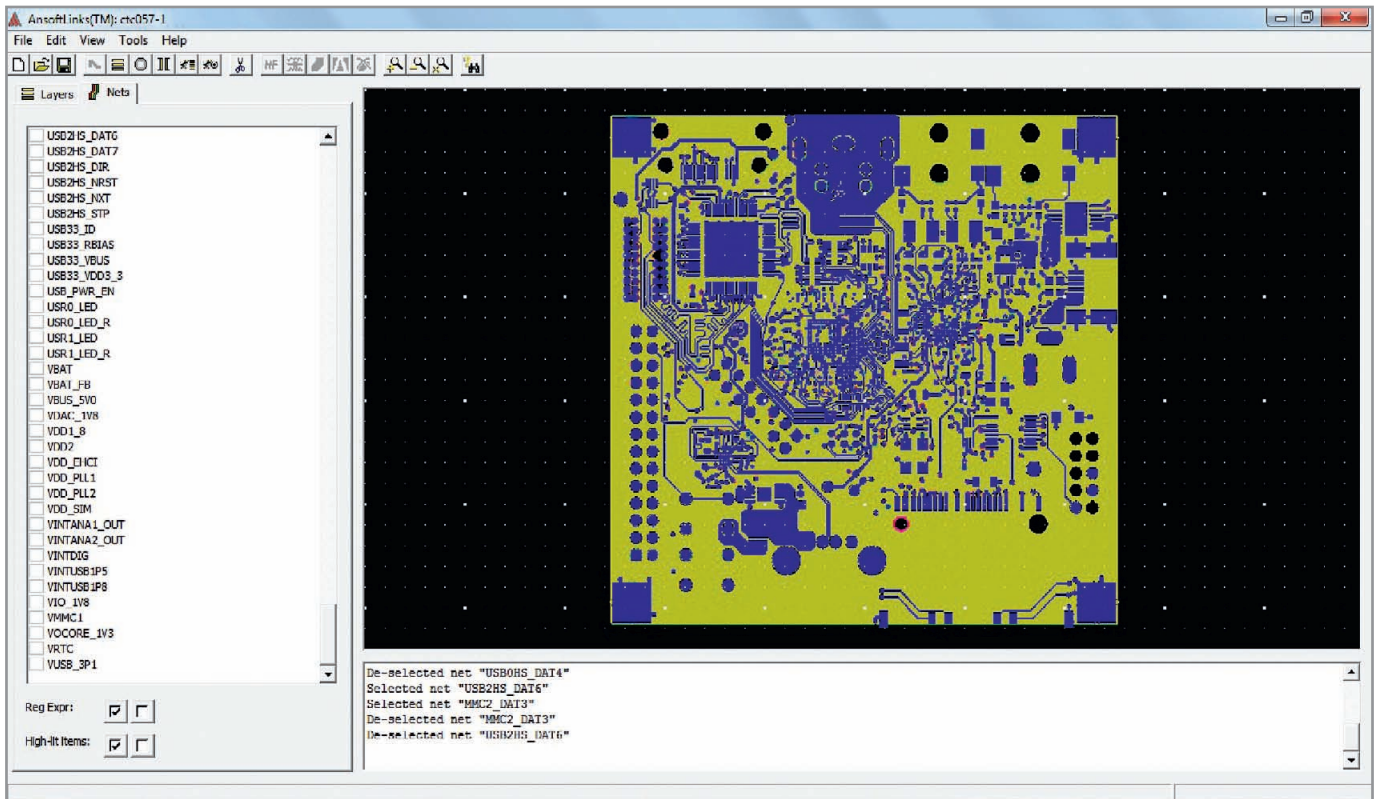 AnsoftLinks(TM): ctc057-1
File Edit View Tools Help
HF
Layers Nets
USB2HS_DAT6
USB2HS_DAT7
USB2HS_DIR
USB2HS_NRST
USB2HS_NXT
USB2HS_STP
USB33_ID
USB33_RBIAS
USB33_VBUS
USB33_VDD3_3
USB_PWR_EN
USR0_LED
USR0_LED_R
USR1_LED
USR1_LED_R
VBAT
VBAT_FB
VBUS_5V0
VDAC_1V8
VDD1_8
VDD2
VDD_EHCI
VDD_PLL1
VDD_PLL2
VDD_SIM
VINTANA1_OUT
VINTANA2_OUT
VINTDIG
VINTUSB1P5
VINTUSB1P8
VIO_1V8
VMMC1
VOCORE_1V3
VRTC
VUSB_3P1
Reg Expr:
High-lit Items:
De-selected net "USB0HS_DAT4"
Selected net "USB2HS_DAT6"
Selected net "MMC2_DAT3"
De-selected net "MMC2_DAT3"
De-selected net "USB2HS_DAT6"